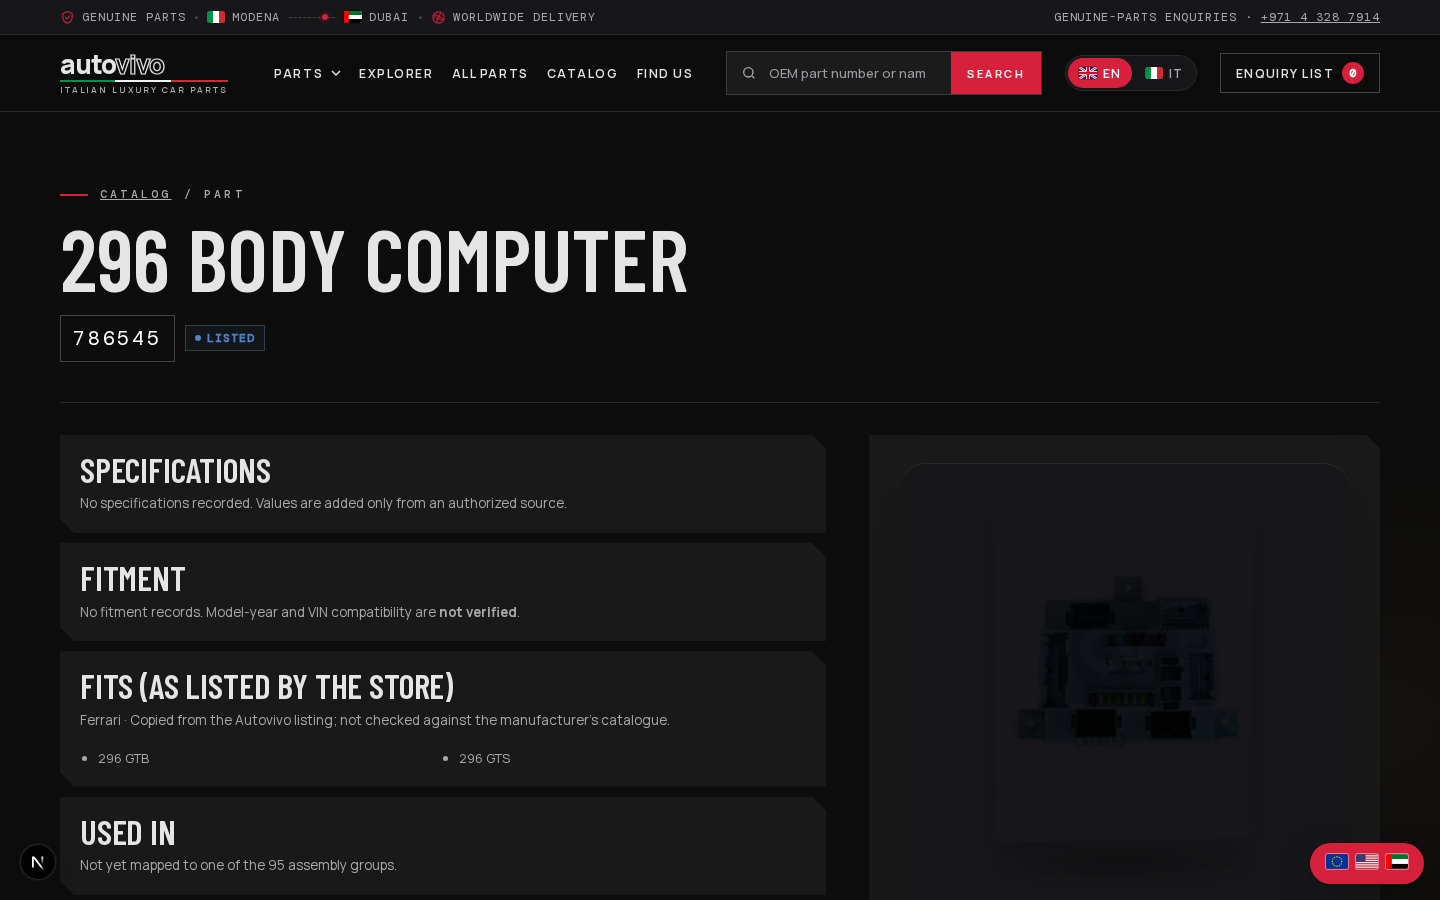 GENUINE PARTS
MODENA
DUBAI
WORLDWIDE DELIVERY
GENUINE-PARTS ENQUIRIES · +971 4 328 7914
autovivo
ITALIAN LUXURY CAR PARTS
PARTS
EXPLORER
ALL PARTS
CATALOG
FIND US
OEM part number or nam
SEARCH
EN
IT
ENQUIRY LIST 0
CATALOG / PART
296 BODY COMPUTER
786545
LISTED
SPECIFICATIONS
No specifications recorded. Values are added only from an authorized source.
FITMENT
No fitment records. Model-year and VIN compatibility are not verified.
FITS (AS LISTED BY THE STORE)
Ferrari · Copied from the Autovivo listing; not checked against the manufacturer's catalogue.
296 GTB
296 GTS
USED IN
Not yet mapped to one of the 95 assembly groups.
N